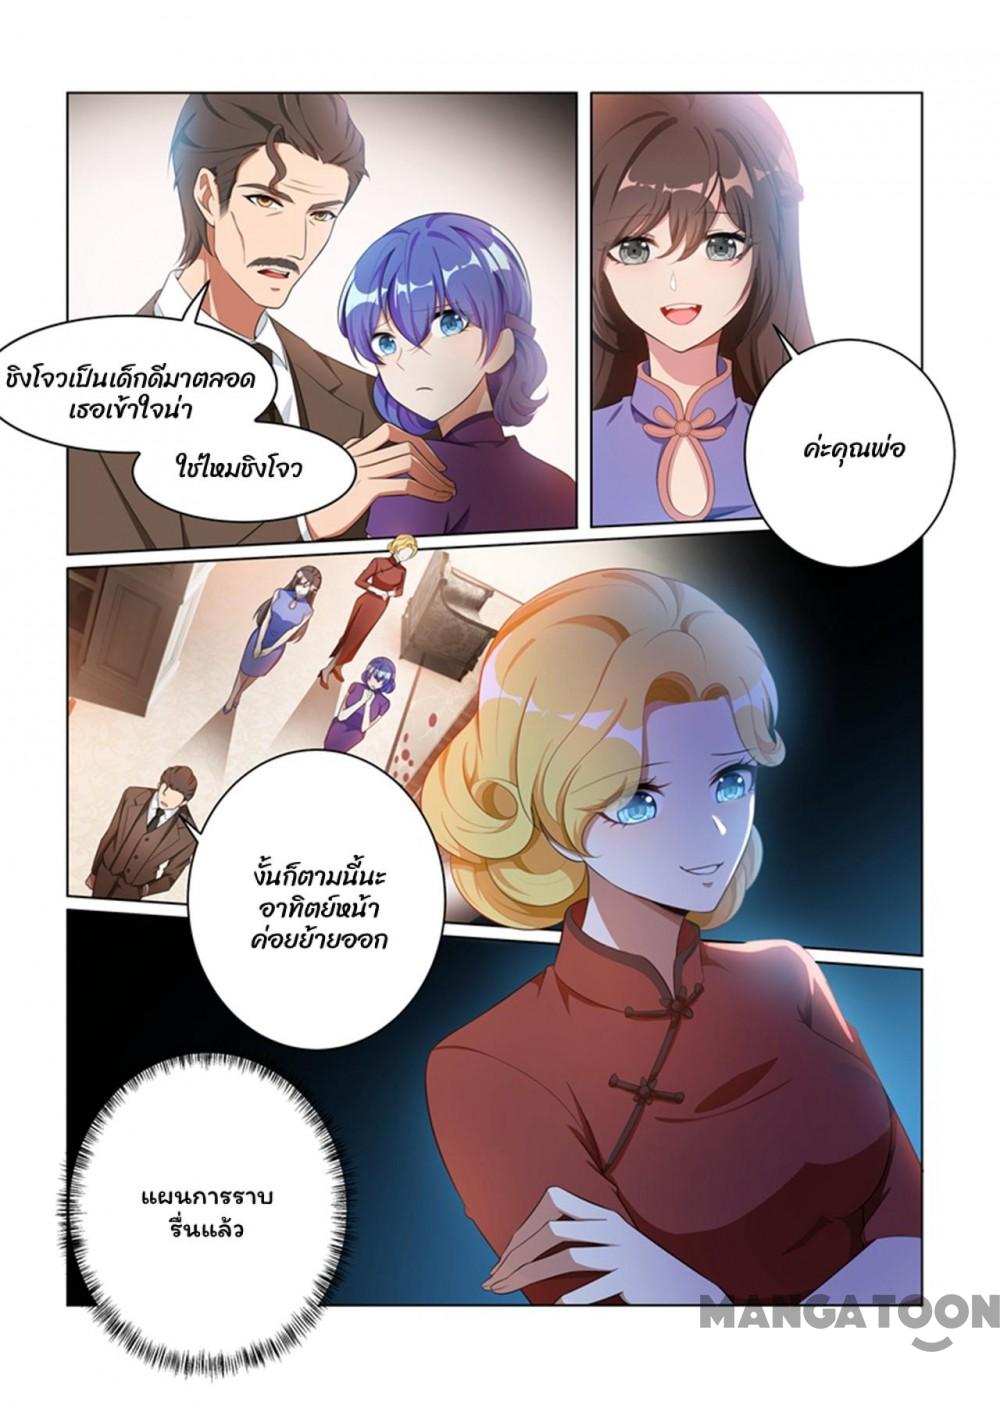 ชิงโจวเป็นเด็กดีมาตลอด
เธอเข้าใจน่า
ใช่ไหมชิงโจว
ค่ะคุณพ่อ
งั้นก็ตามนี้นะ
อาทิตย์หน้า
ค่อยย้ายออก
แผนการราบ
รื่นแล้ว
MANGATOON